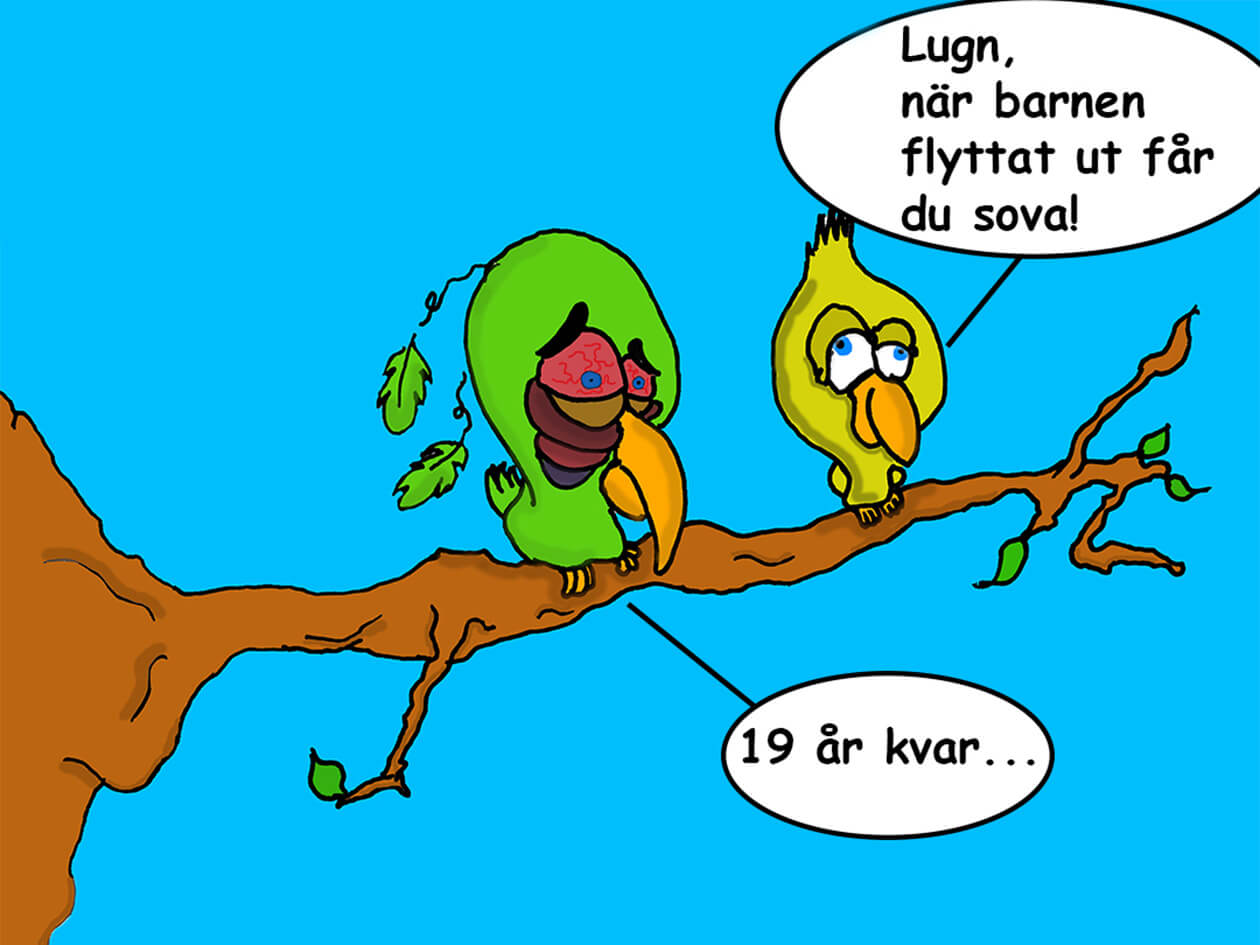 Lugn,
när barnen
flyttat ut får
du sova!
19 år kvar...